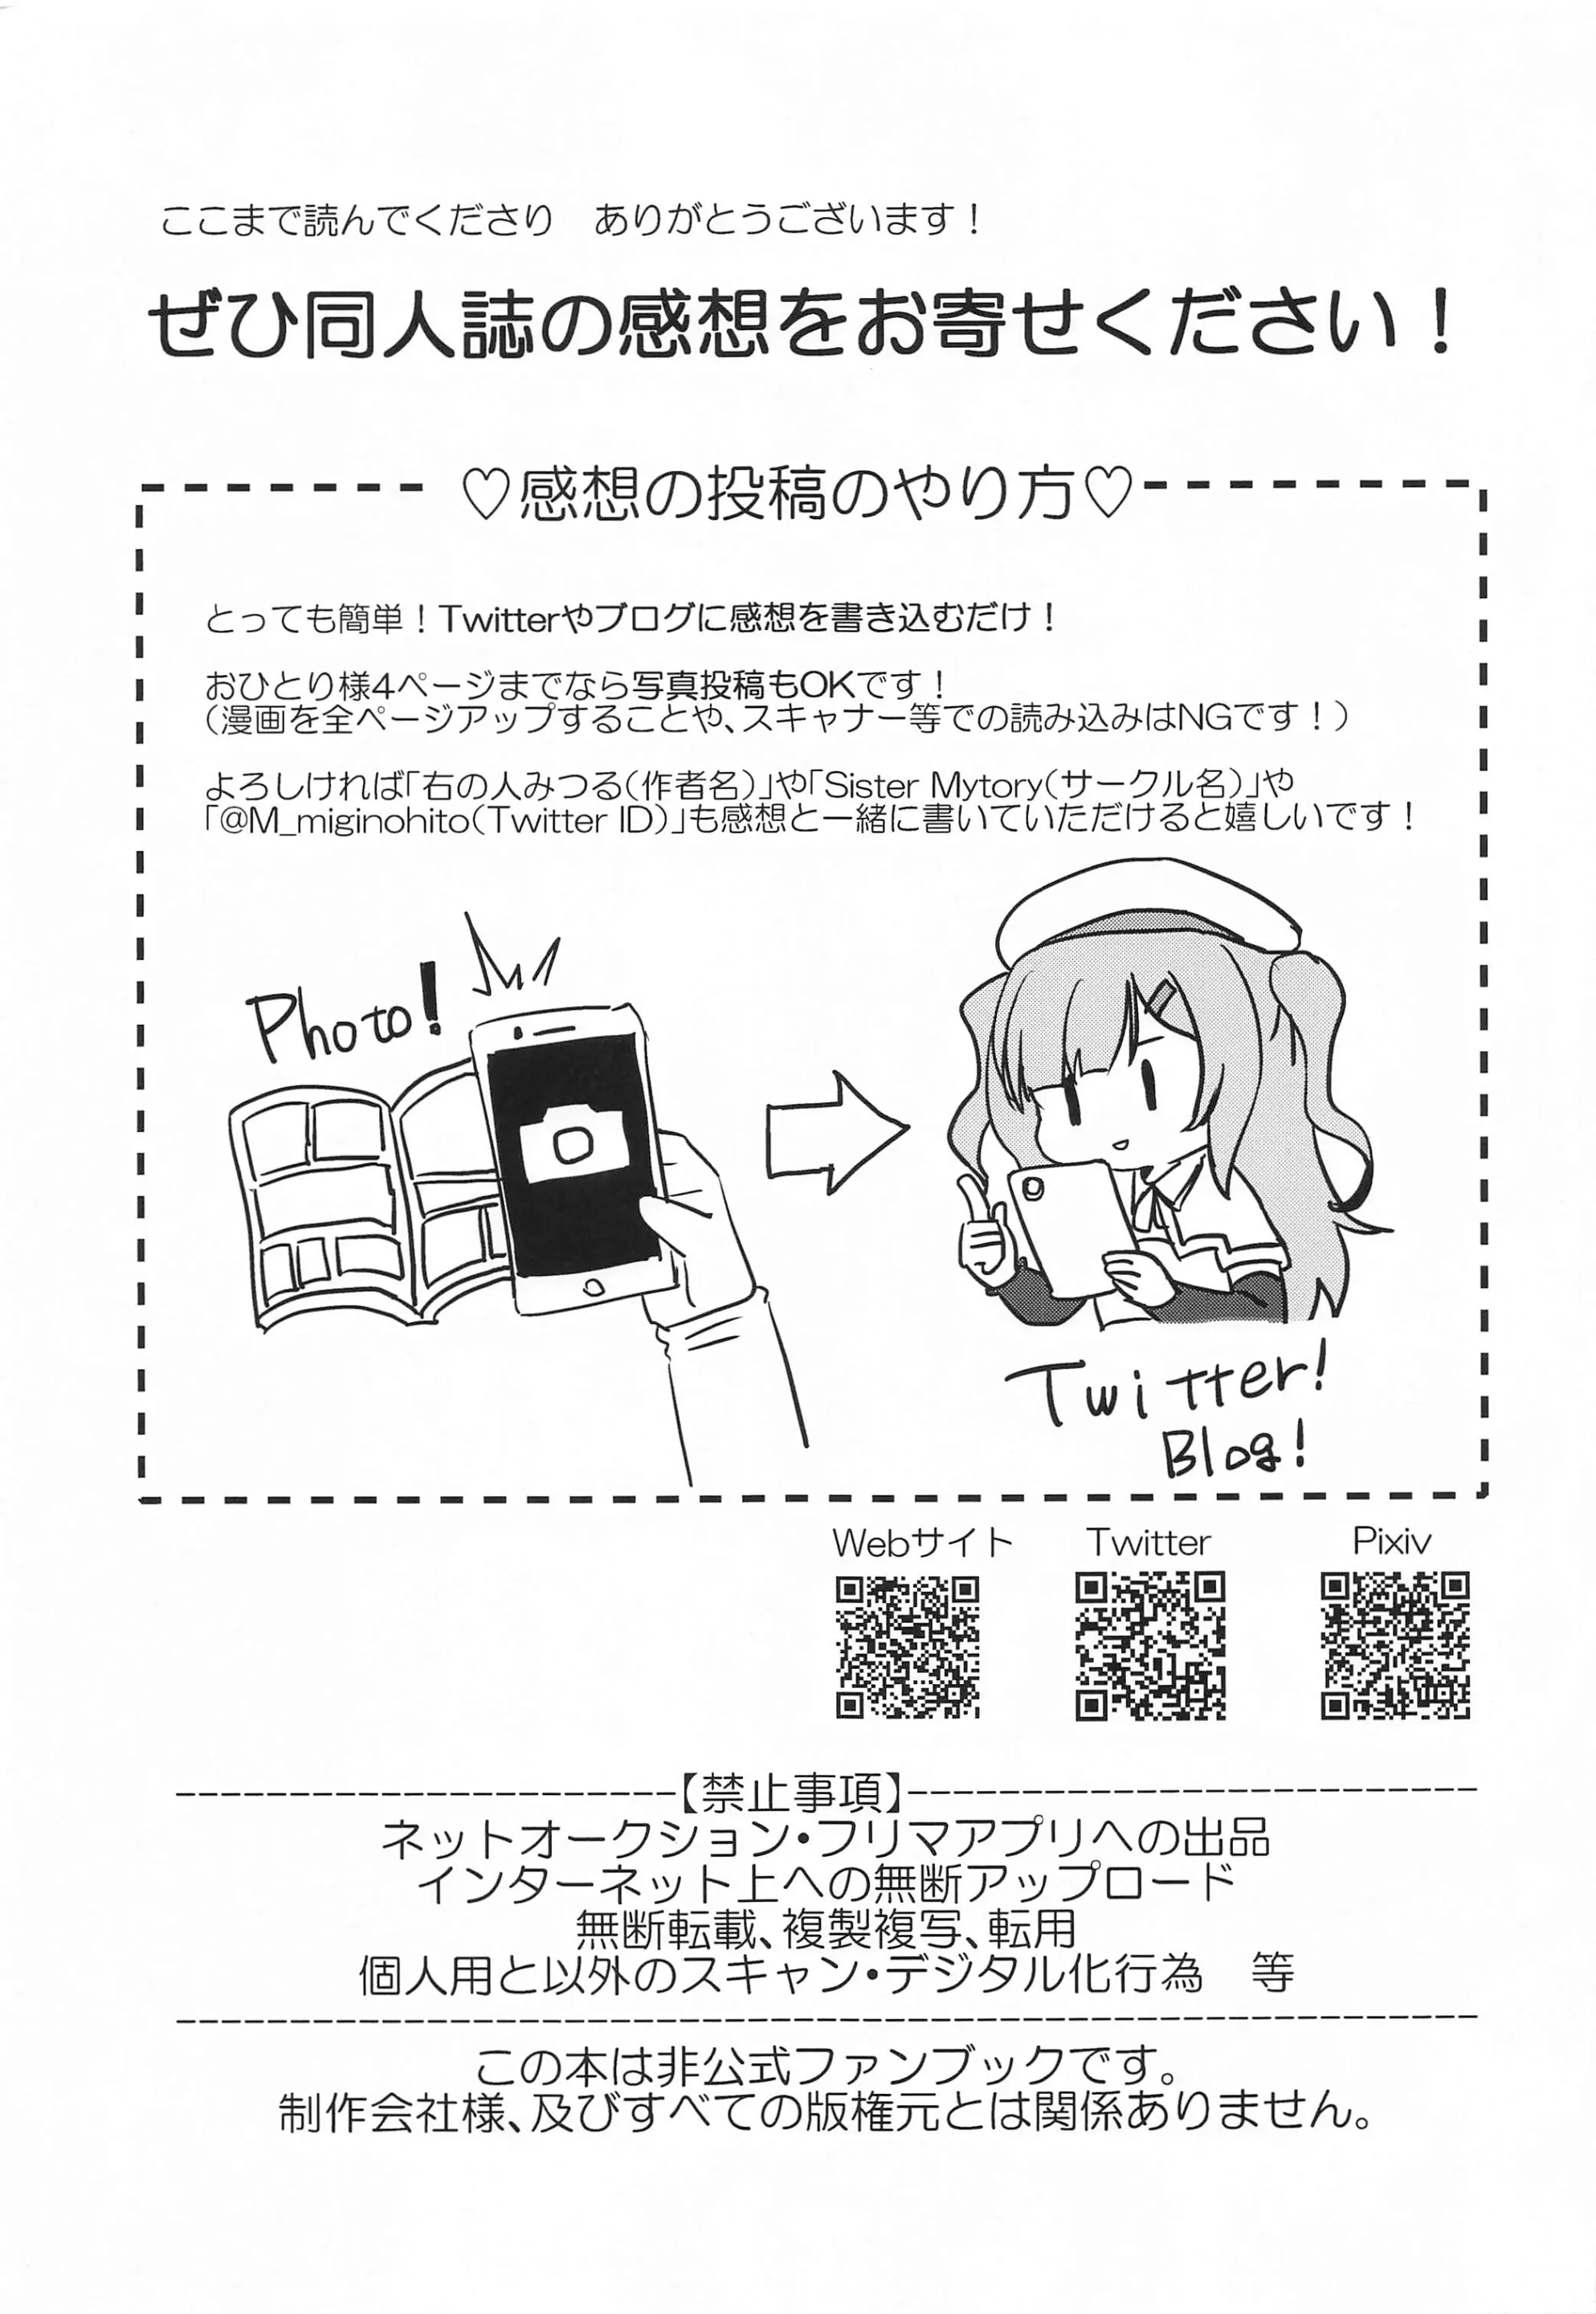 ここまで読んでくださり　ありがとうございます！
ぜひ同人誌の感想をお寄せください！
♡感想の投稿のやり方♡
とっても簡単！Twitterやブログに感想を書き込むだけ！
おひとり様4ページまでなら写真投稿もOKです！
（漫画を全ページアップすることや、スキャナー等での読み込みはNGです！）
よろしければ「右の人みつる（作者名）」や「Sister Mytory（サークル名）」や
「@M_miginohito（Twitter ID）」も感想と一緒に書いていただけると嬉しいです！
Photo!
Twitter!
Blog!
Webサイト
Twitter
Pixiv
【禁止事項】
ネットオークション・フリマアプリへの出品
インターネット上への無断アップロード
無断転載、複製複写、転用
個人用と以外のスキャン・デジタル化行為　等
この本は非公式ファンブックです。
制作会社様、及びすべての版権元とは関係ありません。